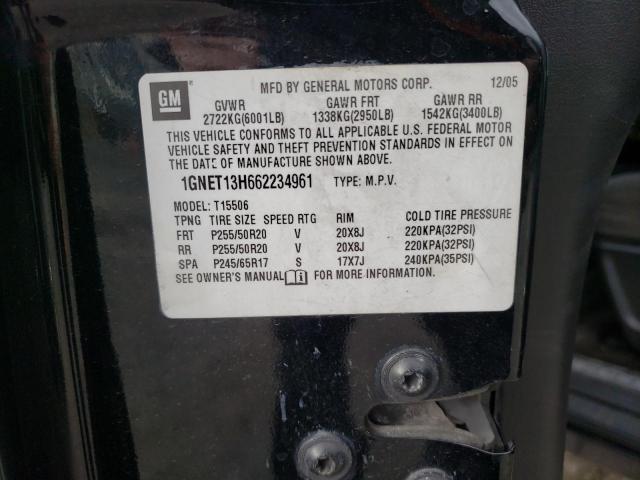 GM
MFD BY GENERAL MOTORS CORP. 12/05
GVWR GAWR FRT GAWR RR
2722KG(6001LB) 1338KG(2950LB) 1542KG(3400LB)
THIS VEHICLE CONFORMS TO ALL APPLICABLE U.S. FEDERAL MOTOR
VEHICLE SAFETY AND THEFT PREVENTION STANDARDS IN EFFECT ON
THE DATE OF MANUFACTURE SHOWN ABOVE.
1GNET13H662234961 TYPE: M.P.V.
MODEL: T15506
TPNG TIRE SIZE SPEED RTG RIM COLD TIRE PRESSURE
FRT P255/50R20 V 20X8J 220KPA(32PSI)
RR P255/50R20 V 20X8J 220KPA(32PSI)
SPA P245/65R17 S 17X7J 240KPA(35PSI)
SEE OWNER'S MANUAL i FOR MORE INFORMATION.